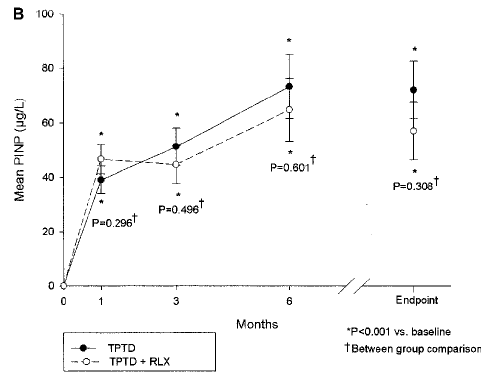 B
Mean PINP (µg/L)
100
80
60
40
20
0
* * * *
* * * *
P=0.296†
P=0.496†
P=0.601†
P=0.308†
0 1 3 6 Endpoint
Months
TPTD
TPTD + RLX
*P<0.001 vs. baseline
†Between group comparison